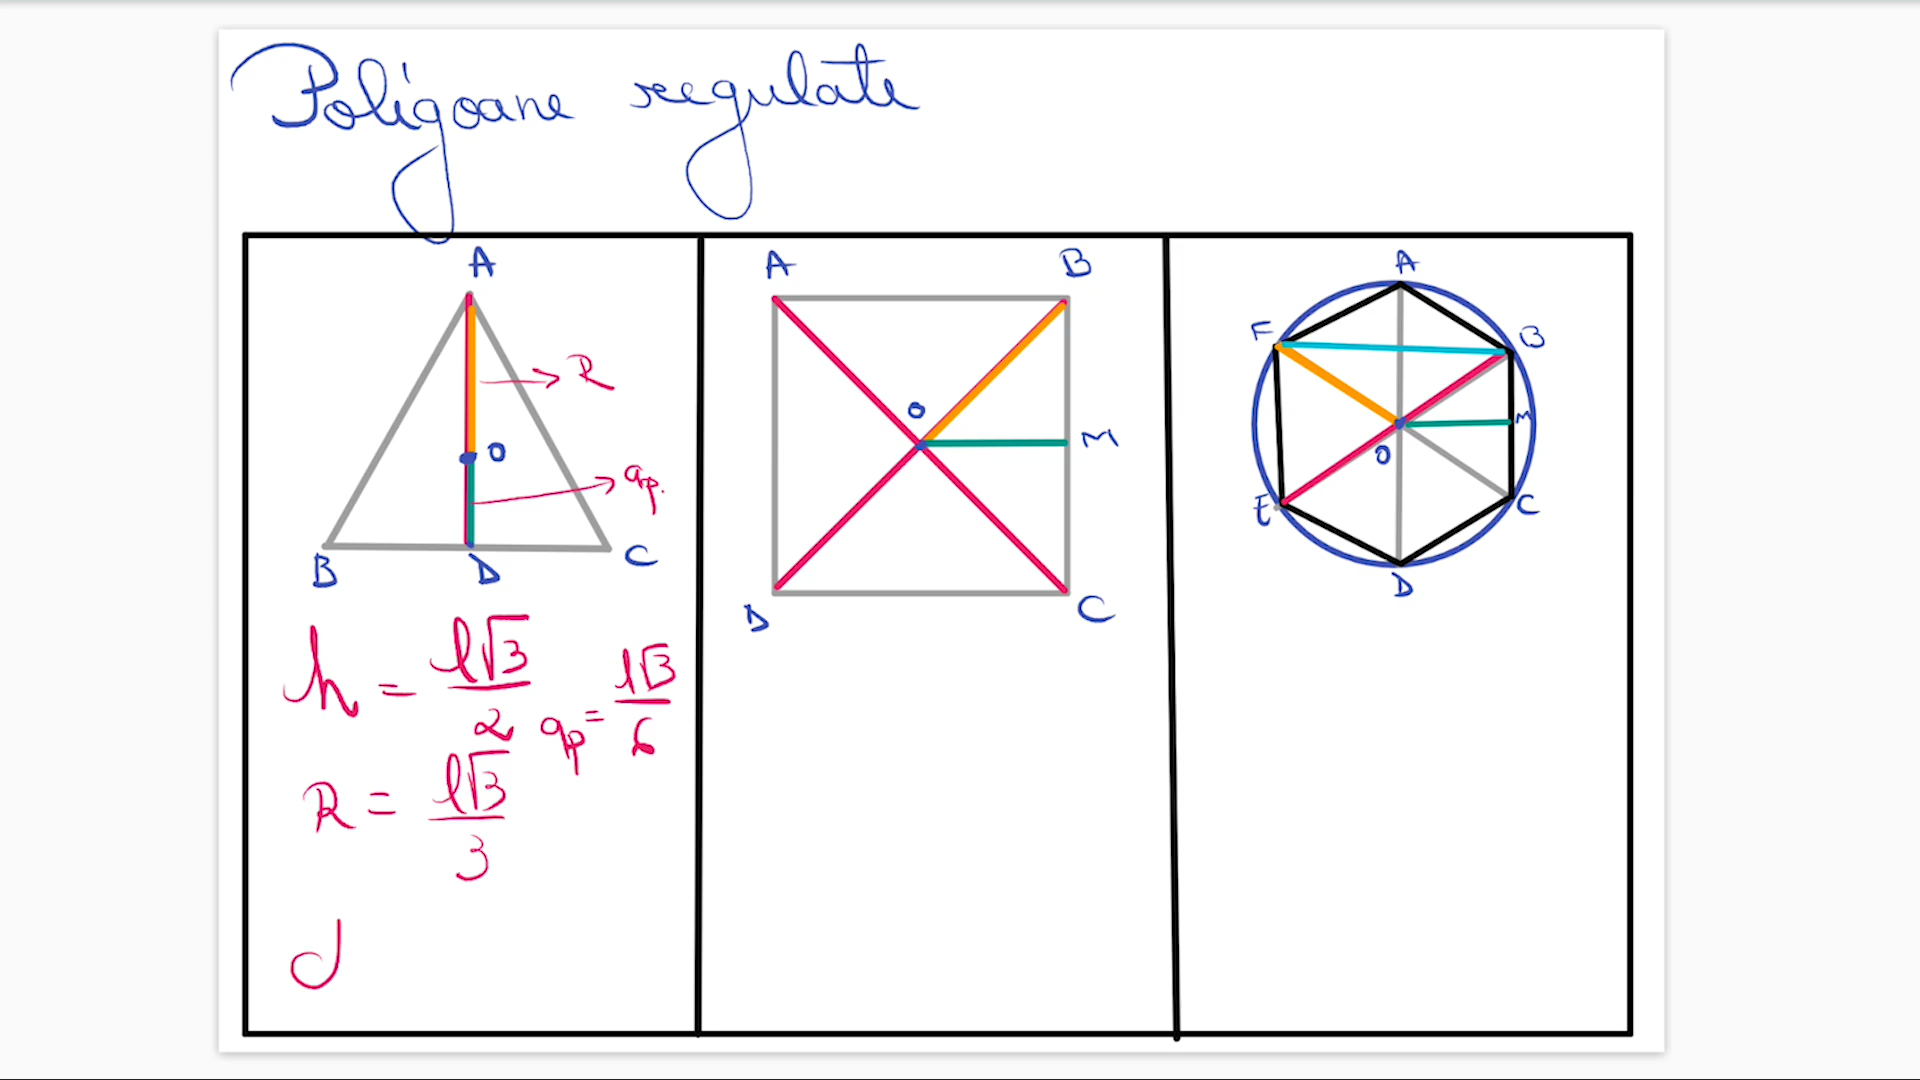 Poligoane regulate
A
R
O
ap.
B D C
h = l√3/2
ap = l√3/6
R = l√3/3
d
A B
O
M
D C
A
F B
M
O
E C
D